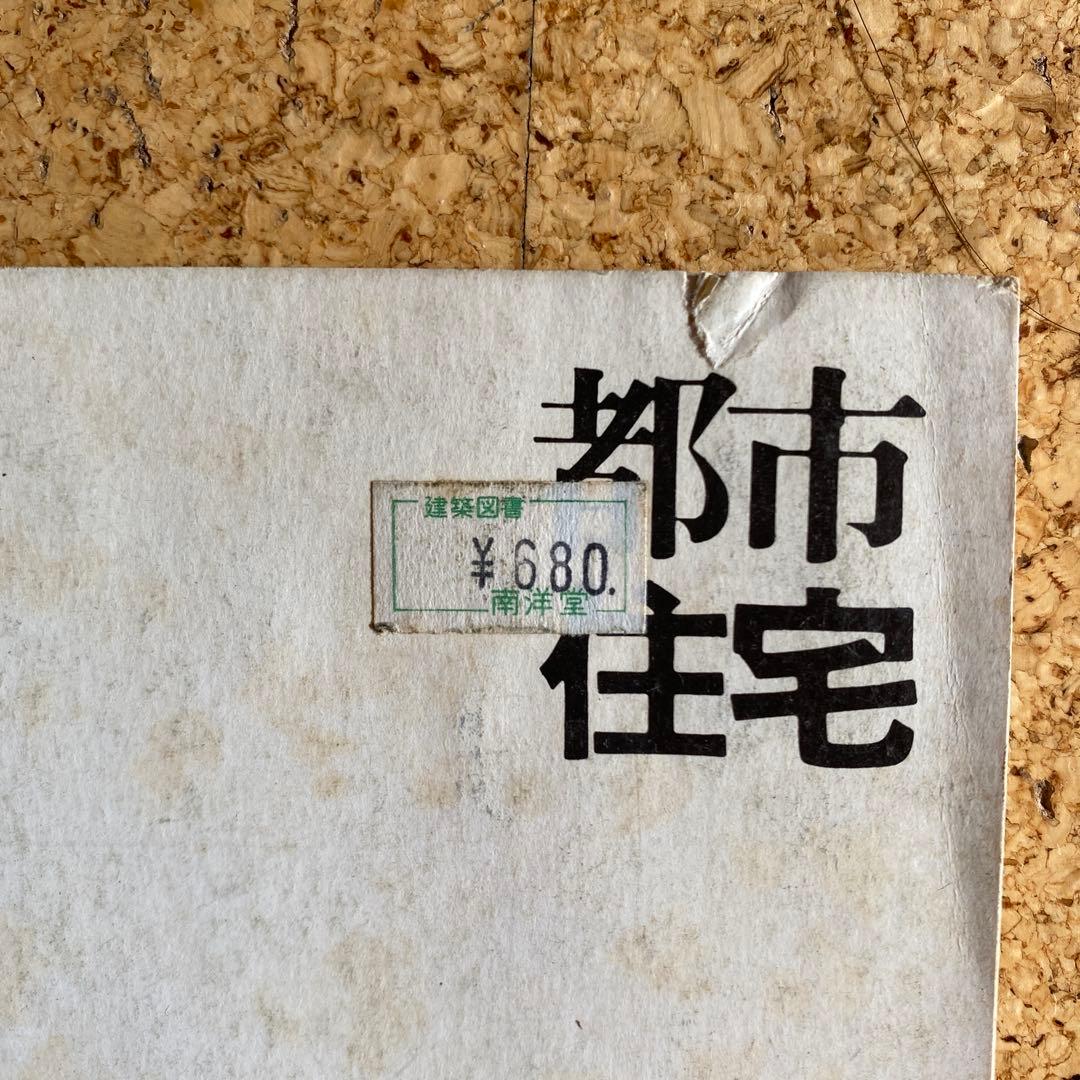 都市
建築図書
¥680.
南洋堂
住宅